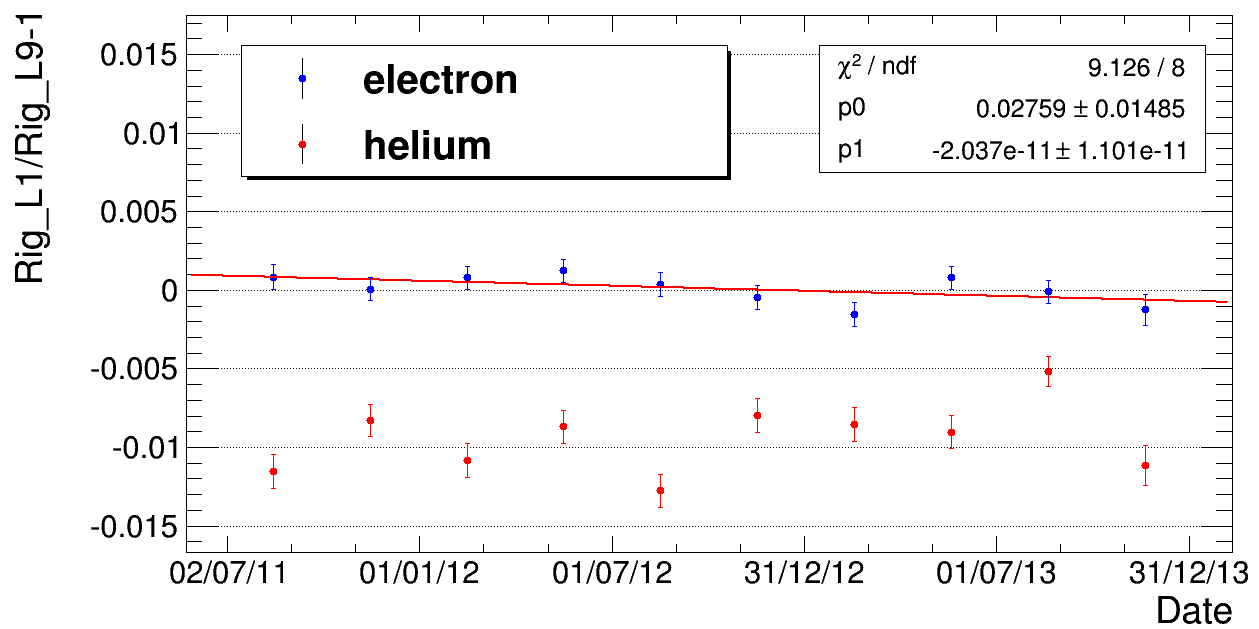 Rig_L1/Rig_L9-1
0.015
0.01
0.005
0
-0.005
-0.01
-0.015
electron
helium
χ² / ndf 9.126 / 8
p0 0.02759 ± 0.01485
p1 -2.037e-11 ± 1.101e-11
02/07/11 01/01/12 01/07/12 31/12/12 01/07/13 31/12/13
Date